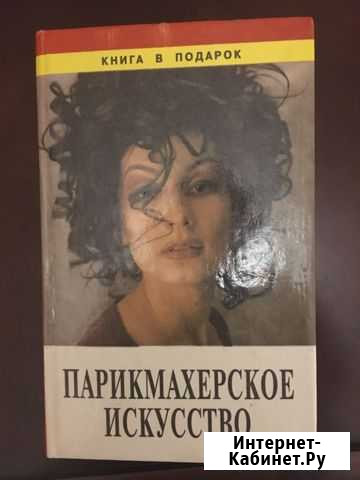 КНИГА В ПОДАРОК
ПАРИКМАХЕРСКОЕ
ИСКУССТВО
Интернет-
Кабинет.Ру